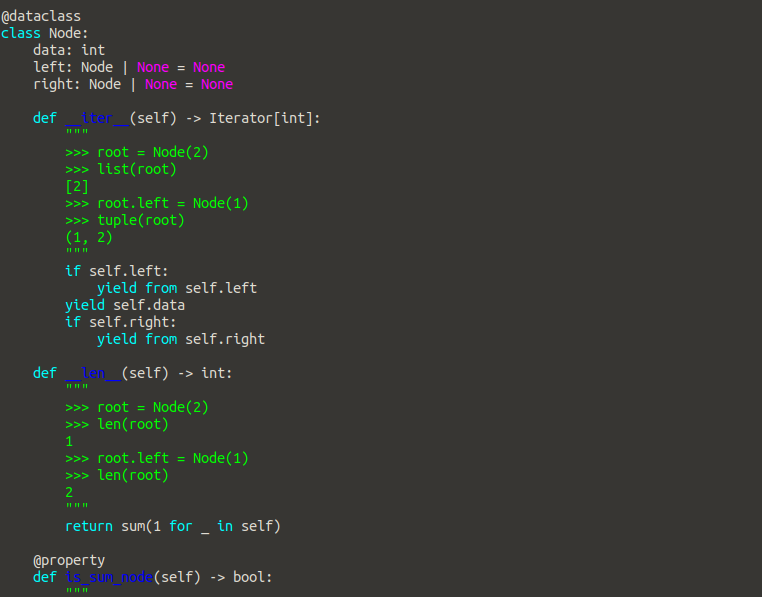 @dataclass
class Node:
    data: int
    left: Node | None = None
    right: Node | None = None

    def __iter__(self) -> Iterator[int]:
        """
        >>> root = Node(2)
        >>> list(root)
        [2]
        >>> root.left = Node(1)
        >>> tuple(root)
        (1, 2)
        """
        if self.left:
            yield from self.left
        yield self.data
        if self.right:
            yield from self.right

    def __len__(self) -> int:
        """
        >>> root = Node(2)
        >>> len(root)
        1
        >>> root.left = Node(1)
        >>> len(root)
        2
        """
        return sum(1 for _ in self)

    @property
    def is_sum_node(self) -> bool:
        """